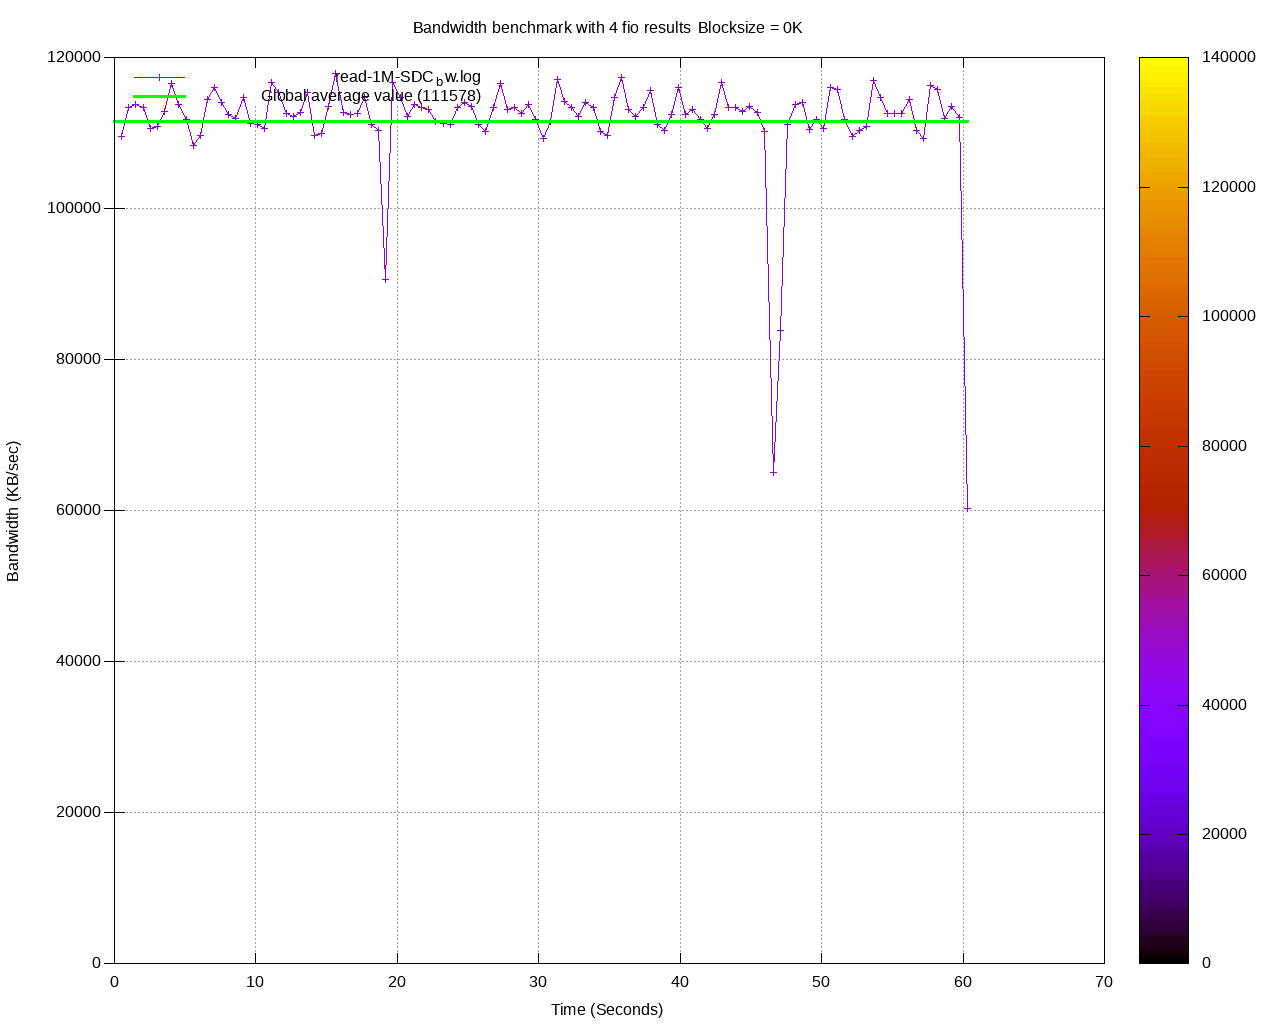 Bandwidth benchmark with 4 fio results Blocksize = 0K
read-1M-SDCbw.log
Global average value (111578)
120000
100000
80000
60000
40000
20000
0
Bandwidth (KB/sec)
0 10 20 30 40 50 60 70
Time (Seconds)
140000
120000
100000
80000
60000
40000
20000
0